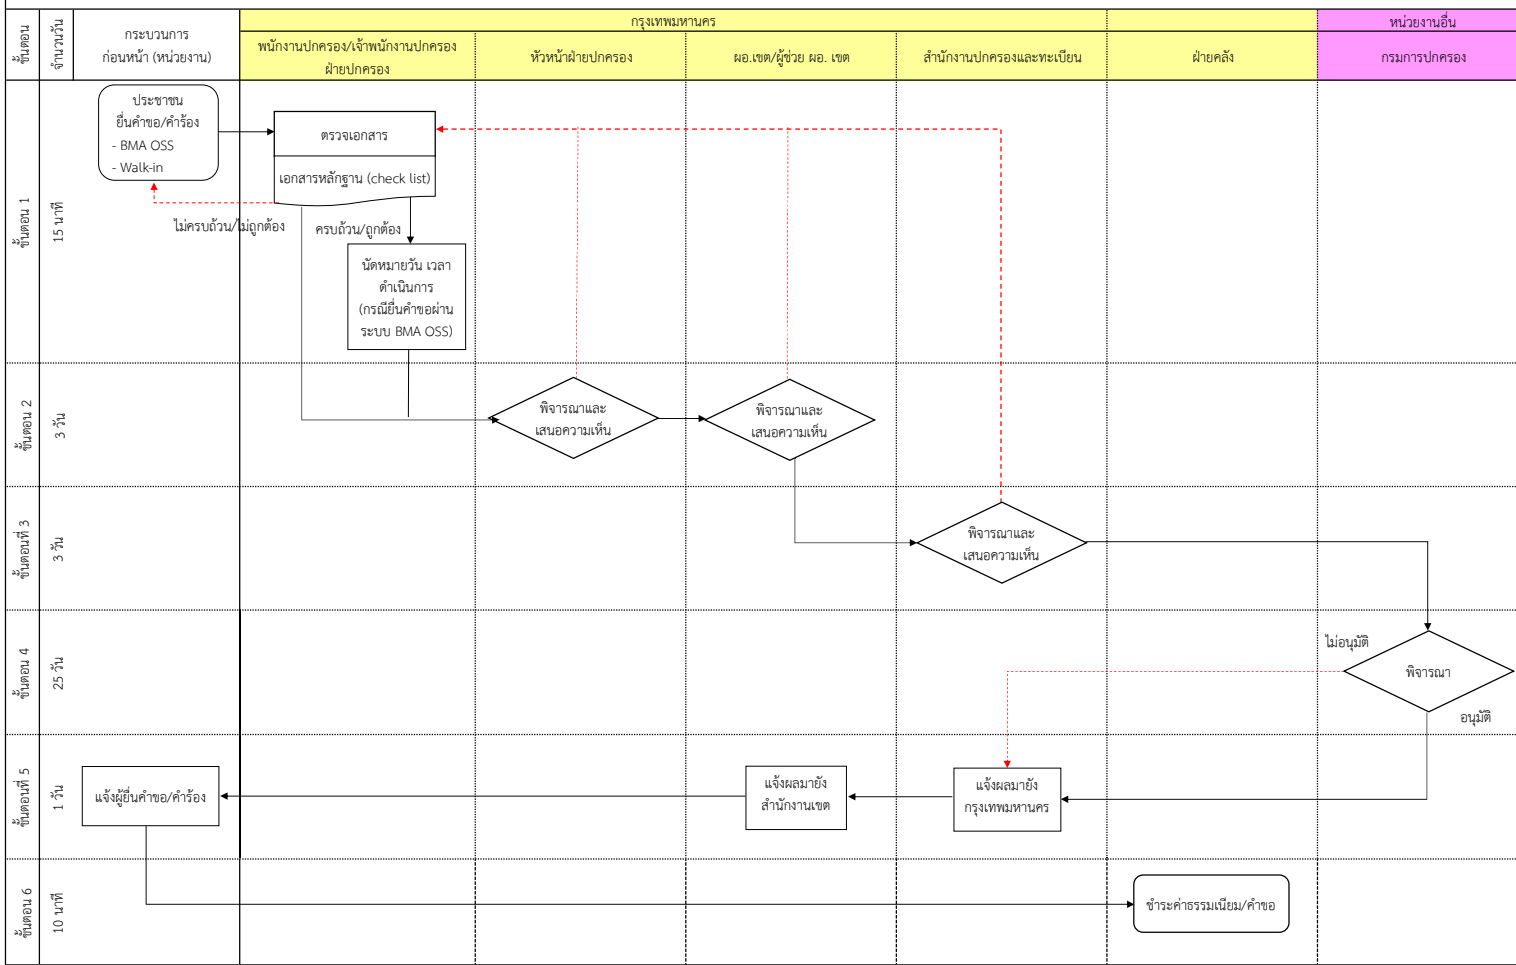 ขั้นตอน
จำนวนวัน
กระบวนการ
ก่อนหน้า (หน่วยงาน)
กรุงเทพมหานคร
หน่วยงานอื่น
พนักงานปกครอง/เจ้าพนักงานปกครอง
ฝ่ายปกครอง
หัวหน้าฝ่ายปกครอง
ผอ.เขต/ผู้ช่วย ผอ. เขต
สำนักงานปกครองและทะเบียน
ฝ่ายคลัง
กรมการปกครอง
ขั้นตอน 1
15 นาที
ประชาชน
ยื่นคำขอ/คำร้อง
- BMA OSS
- Walk-in
ตรวจเอกสาร
เอกสารหลักฐาน (check list)
ไม่ครบถ้วน/ไม่ถูกต้อง
ครบถ้วน/ถูกต้อง
นัดหมายวัน เวลา
ดำเนินการ
(กรณียื่นคำขอผ่าน
ระบบ BMA OSS)
ขั้นตอน 2
3 วัน
พิจารณาและ
เสนอความเห็น
พิจารณาและ
เสนอความเห็น
ขั้นตอนที่ 3
3 วัน
พิจารณาและ
เสนอความเห็น
ขั้นตอน 4
25 วัน
ไม่อนุมัติ
พิจารณา
อนุมัติ
ขั้นตอนที่ 5
1 วัน
แจ้งผู้ยื่นคำขอ/คำร้อง
แจ้งผลมายัง
สำนักงานเขต
แจ้งผลมายัง
กรุงเทพมหานคร
ขั้นตอน 6
10 นาที
ชำระค่าธรรมเนียม/คำขอ